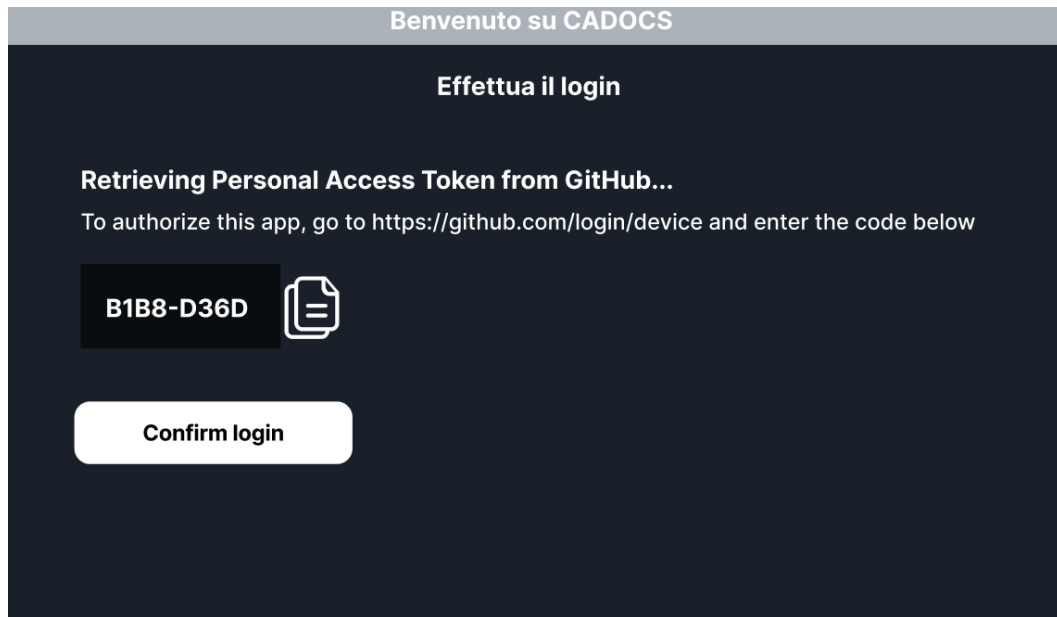 Benvenuto su CADOCS
Effettua il login
Retrieving Personal Access Token from GitHub...
To authorize this app, go to https://github.com/login/device and enter the code below
B1B8-D36D
Confirm login